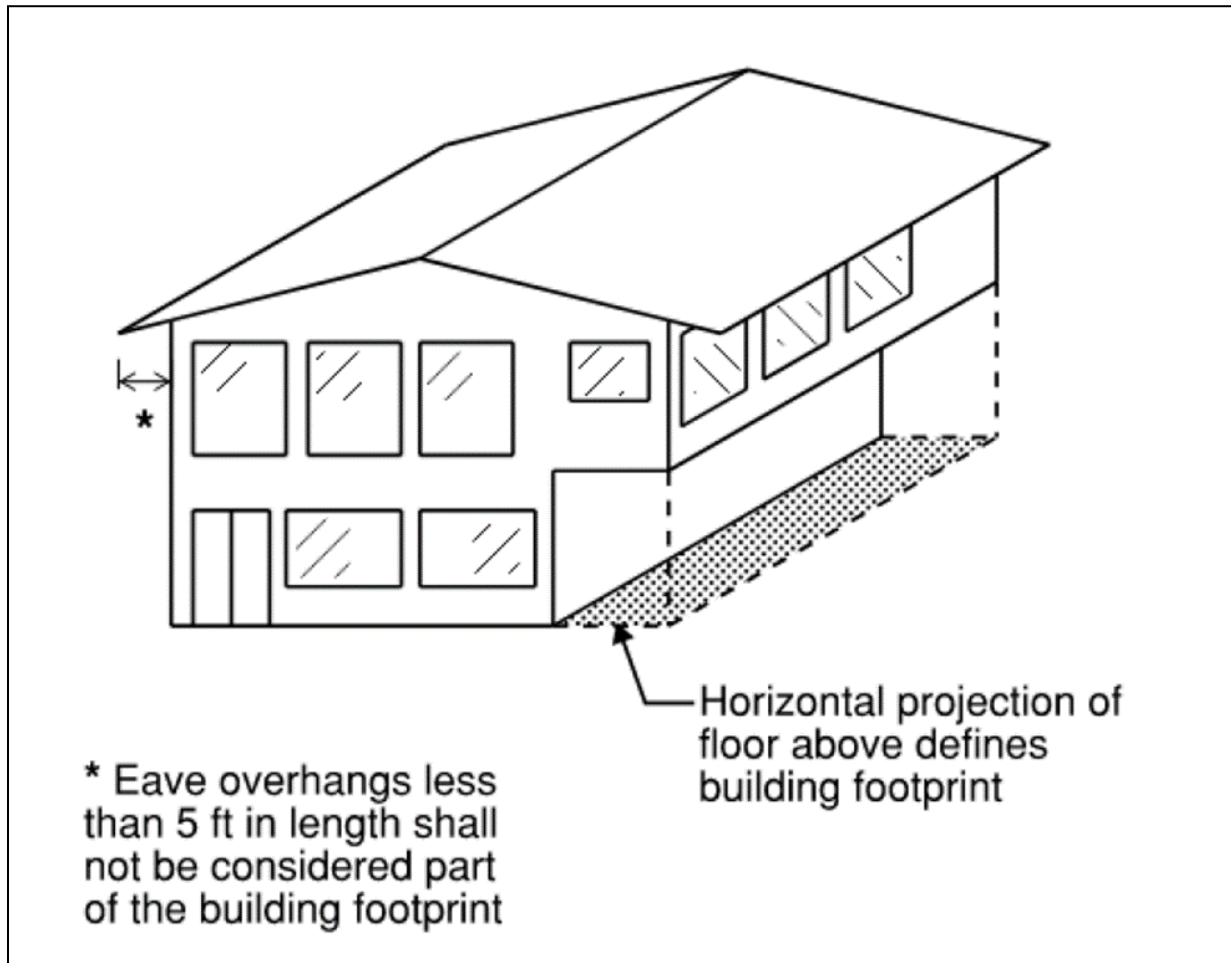 *
Horizontal projection of
floor above defines
building footprint
* Eave overhangs less
than 5 ft in length shall
not be considered part
of the building footprint